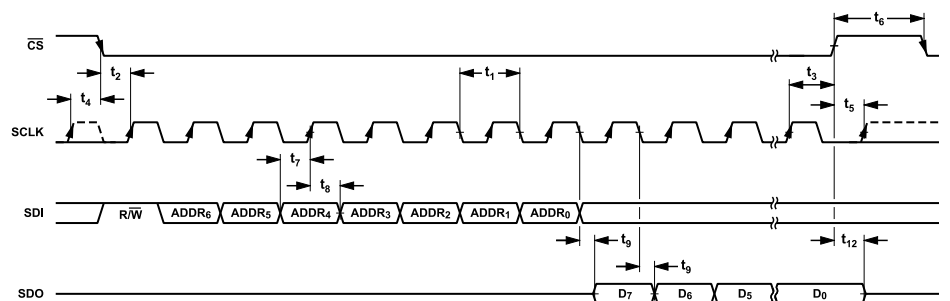 t6
C̅S̅
t2
t1
t3
t4
t5
SCLK
t7
t8
SDI
R/W̅
ADDR6
ADDR5
ADDR4
ADDR3
ADDR2
ADDR1
ADDR0
t9
t9
t12
SDO
D7
D6
D5
D0